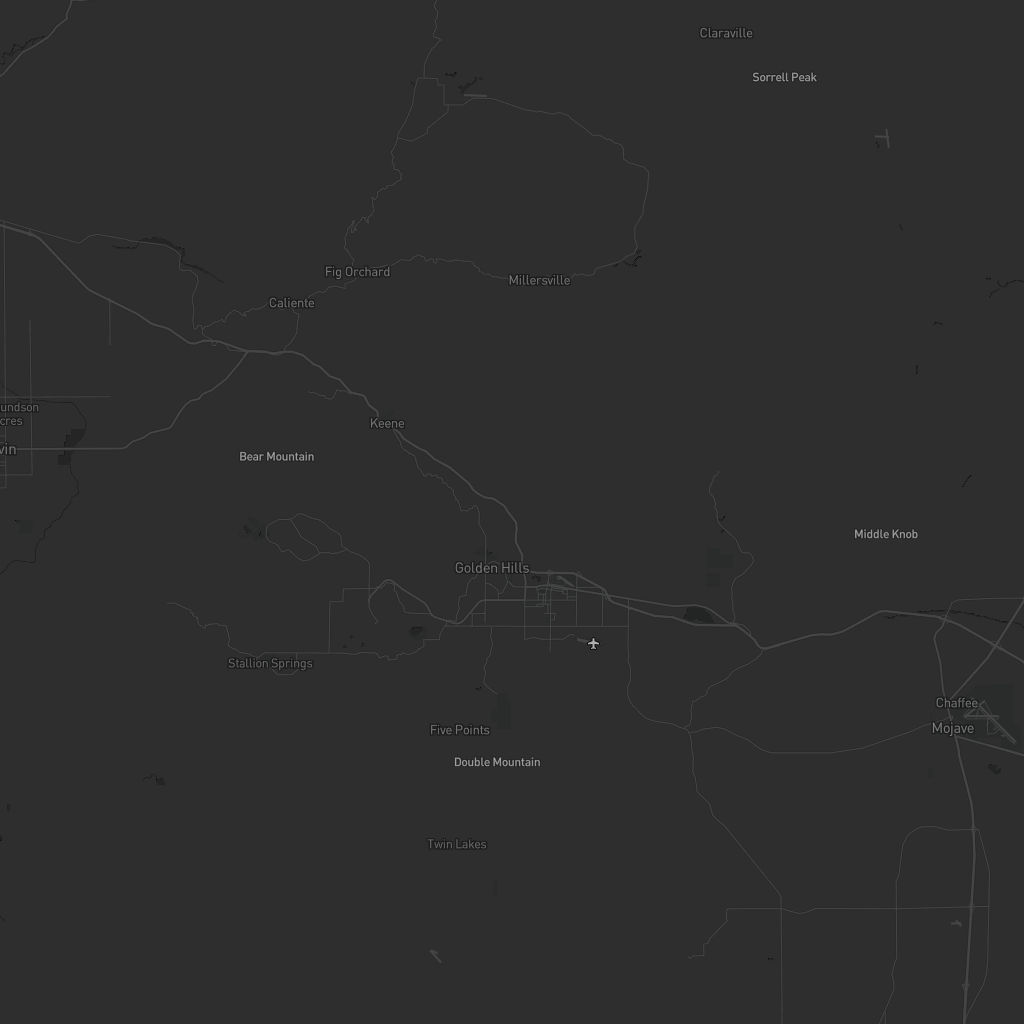 Claraville
Sorrell Peak
Fig Orchard
Millersville
Caliente
undson
cres
Keene
vin
Bear Mountain
Middle Knob
Golden Hills
Stallion Springs
Chaffee
Five Points
Mojave
Double Mountain
Twin Lakes